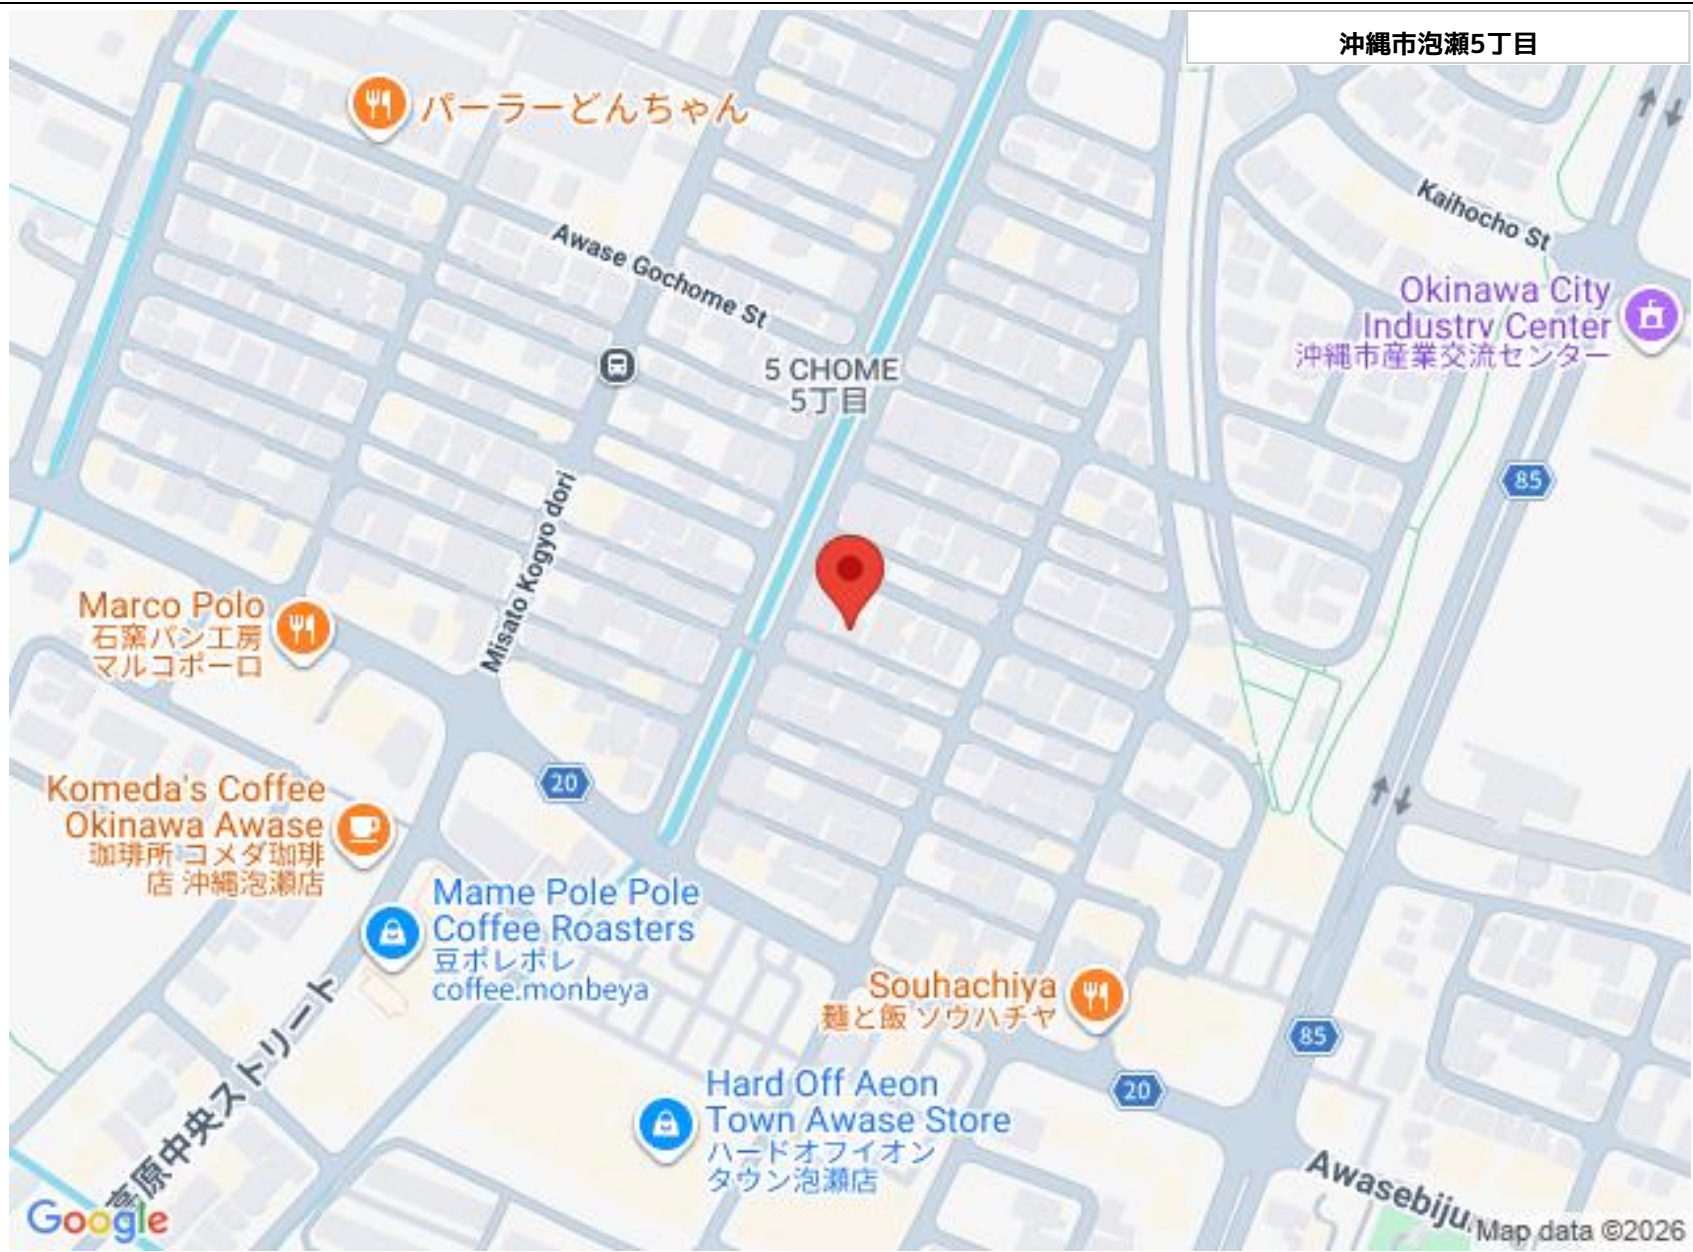 沖縄市泡瀬5丁目
パーラーどんちゃん
Kaihocho St
Awase Gochome St
Okinawa City
Industry Center
沖縄市産業交流センター
5 CHOME
5丁目
85
Misato Kogyo dori
Marco Polo
石窯パン工房
マルコポーロ
20
Komeda's Coffee
Okinawa Awase
珈琲所 コメダ珈琲
店 沖縄泡瀬店
Mame Pole Pole
Coffee Roasters
豆ポレポレ
coffee.monbeya
Souhachiya
麺と飯 ソウハチヤ
85
20
Hard Off Aeon
Town Awase Store
ハードオフイオン
タウン泡瀬店
高原中央ストリート
Awasebiju
Google
Map data ©2026